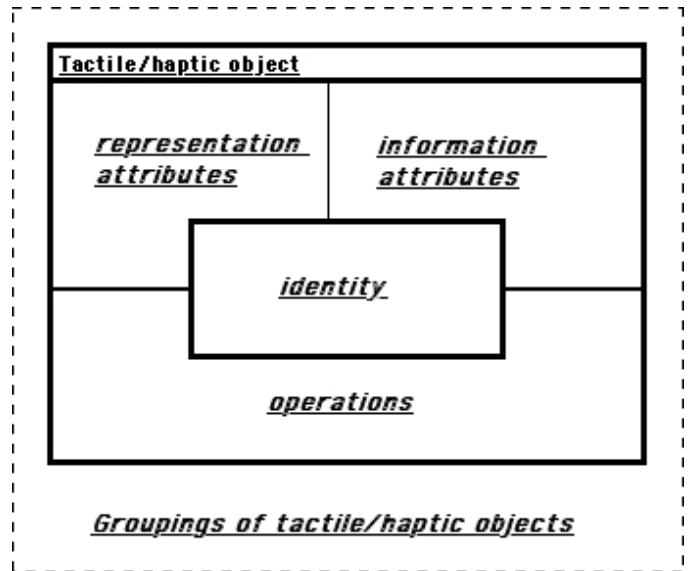 Tactile/haptic object
representation
attributes
information
attributes
identity
operations
Groupings of tactile/haptic objects